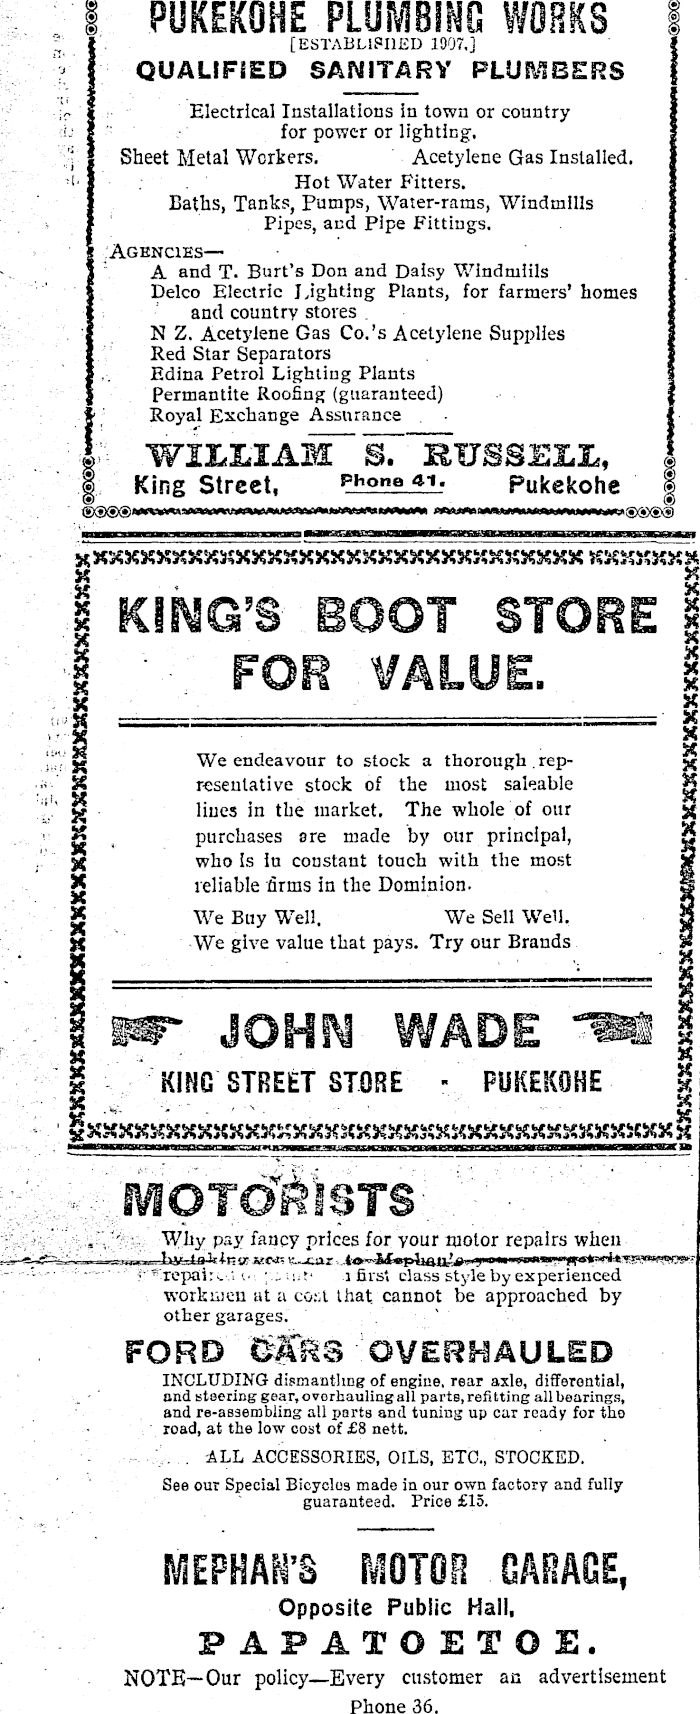 PUKEKOHE PLUMBING WORKS
[ESTABLISHED 1907.]
QUALIFIED SANITARY PLUMBERS
Electrical Installations in town or country
for power or lighting.
Sheet Metal Workers. Acetylene Gas Installed.
Hot Water Fitters.
Baths, Tanks, Pumps, Water-rams, Windmills
Pipes, and Pipe Fittings.
AGENCIES—
A and T. Burt's Don and Daisy Windmills
Delco Electric Lighting Plants, for farmers' homes
and country stores
N Z. Acetylene Gas Co.'s Acetylene Supplies
Red Star Separators
Edina Petrol Lighting Plants
Permantite Roofing (guaranteed)
Royal Exchange Assurance
WILLIAM S. RUSSELL,
King Street, Phone 41. Pukekohe
KING'S BOOT STORE
FOR VALUE.
We endeavour to stock a thorough rep-
resentative stock of the most saleable
lines in the market. The whole of our
purchases are made by our principal,
who is in constant touch with the most
reliable firms in the Dominion.
We Buy Well. We Sell Well.
We give value that pays. Try our Brands
JOHN WADE
KING STREET STORE - PUKEKOHE
MOTORISTS
Why pay fancy prices for your motor repairs when
by taking your car to Mephan's you can get it
first class style by experienced
workmen at a cost that cannot be approached by
other garages.
FORD CARS OVERHAULED
INCLUDING dismantling of engine, rear axle, differential,
and steering gear, overhauling all parts, refitting all bearings,
and re-assembling all parts and tuning up car ready for the
road, at the low cost of £8 nett.
ALL ACCESSORIES, OILS, ETC., STOCKED.
See our Special Bicycles made in our own factory and fully
guaranteed. Price £15.
MEPHAN'S MOTOR GARAGE,
Opposite Public Hall,
PAPATOETOE.
NOTE—Our policy—Every customer an advertisement
Phone 36.